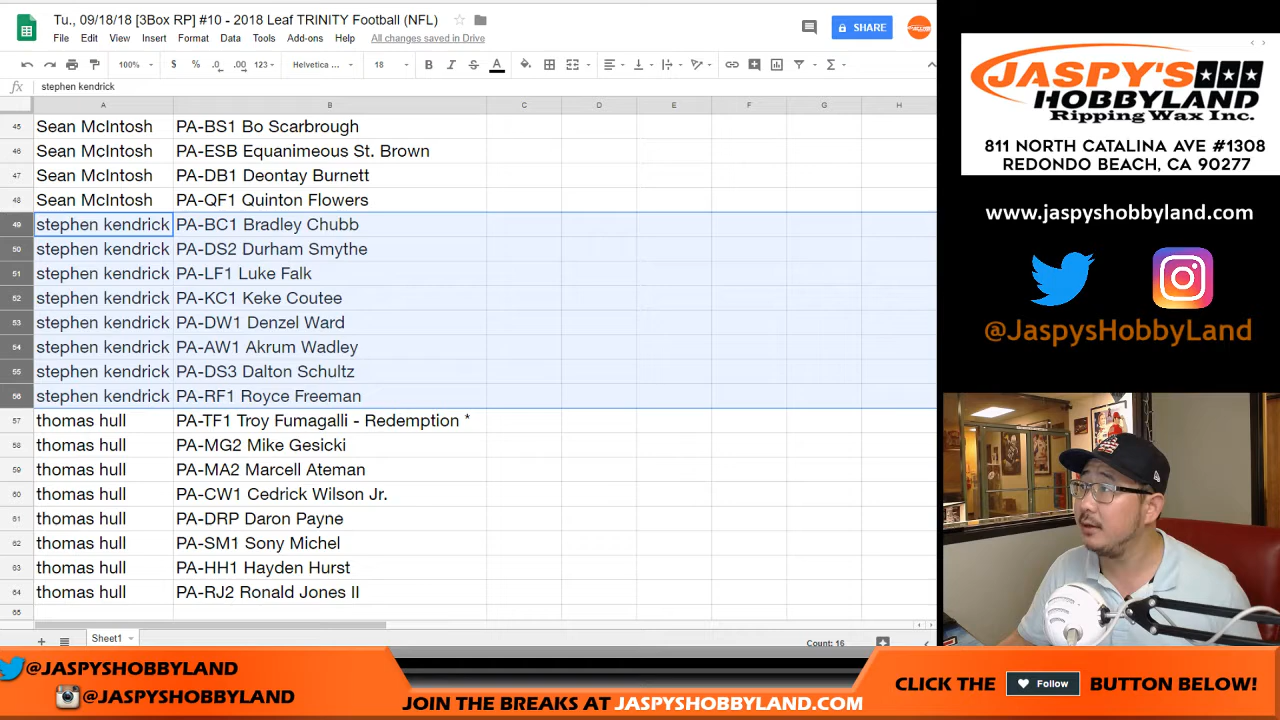 Tu., 09/18/18 [3Box RP] #10 - 2018 Leaf TRINITY Football (NFL)
File Edit View Insert Format Data Tools Add-ons Help All changes saved in Drive
SHARE
100% $ % .0 .00 123 Helvetica ... 18 B I S A
fx stephen kendrick
A B C D E F G H
45 Sean McIntosh PA-BS1 Bo Scarbrough
46 Sean McIntosh PA-ESB Equanimeous St. Brown
47 Sean McIntosh PA-DB1 Deontay Burnett
48 Sean McIntosh PA-QF1 Quinton Flowers
49 stephen kendrick PA-BC1 Bradley Chubb
50 stephen kendrick PA-DS2 Durham Smythe
51 stephen kendrick PA-LF1 Luke Falk
52 stephen kendrick PA-KC1 Keke Coutee
53 stephen kendrick PA-DW1 Denzel Ward
54 stephen kendrick PA-AW1 Akrum Wadley
55 stephen kendrick PA-DS3 Dalton Schultz
56 stephen kendrick PA-RF1 Royce Freeman
57 thomas hull PA-TF1 Troy Fumagalli - Redemption *
58 thomas hull PA-MG2 Mike Gesicki
59 thomas hull PA-MA2 Marcell Ateman
60 thomas hull PA-CW1 Cedrick Wilson Jr.
61 thomas hull PA-DRP Daron Payne
62 thomas hull PA-SM1 Sony Michel
63 thomas hull PA-HH1 Hayden Hurst
64 thomas hull PA-RJ2 Ronald Jones II
65
Sheet1
Count: 16
JASPY'S
HOBBYLAND
Ripping Wax Inc.
811 NORTH CATALINA AVE #1308
REDONDO BEACH, CA 90277
www.jaspyshobbyland.com
@JaspysHobbyLand
@JASPYSHOBBYLAND
@JASPYSHOBBYLAND
JOIN THE BREAKS AT JASPYSHOBBYLAND.COM
CLICK THE Follow BUTTON BELOW!